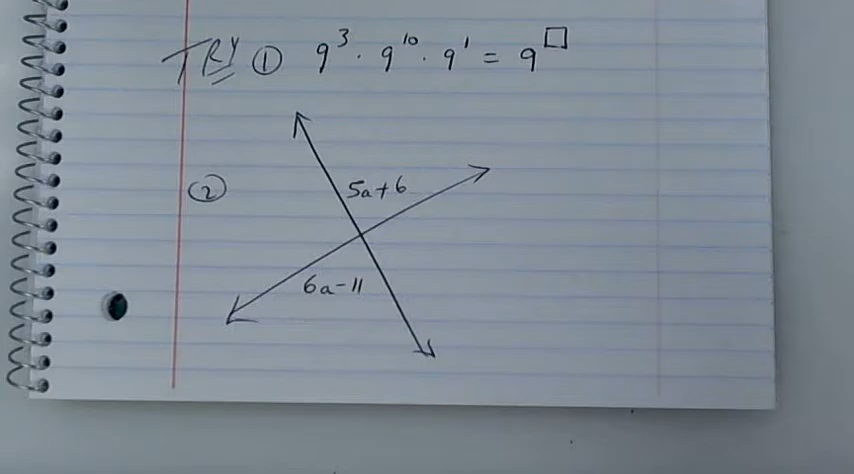 TRY ① 9³ · 9¹⁰ · 9¹ = 9□
② 5a+6
6a-11